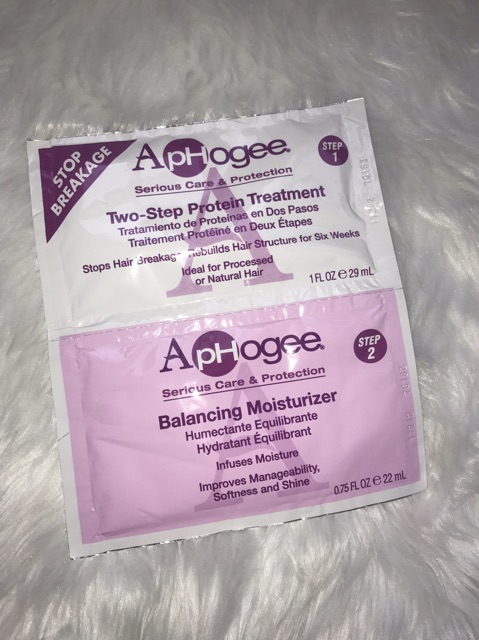 STOP
BREAKAGE
ApHogee®
STEP
1
Serious Care & Protection
Two-Step Protein Treatment
Tratamiento de Proteínas en Dos Pasos
Traitement Protéiné en Deux Étapes
Stops Hair Breakage, Rebuilds Hair Structure for Six Weeks
Ideal for Processed
or Natural Hair
1 FL OZ ℮ 29 mL
ApHogee®
STEP
2
Serious Care & Protection
Balancing Moisturizer
Humectante Equilibrante
Hydratant Équilibrant
Infuses Moisture
Improves Manageability,
Softness and Shine
0.75 FL OZ ℮ 22 mL